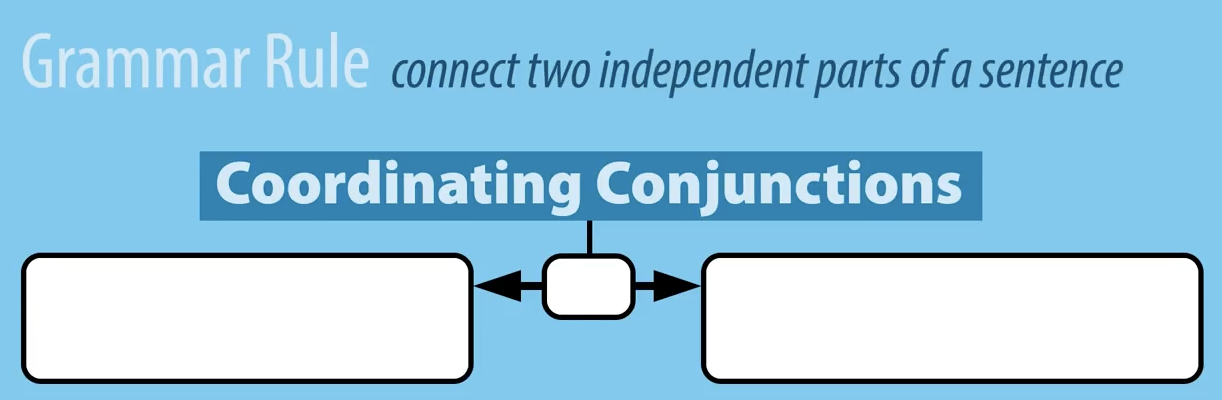 Grammar Rule connect two independent parts of a sentence
Coordinating Conjunctions